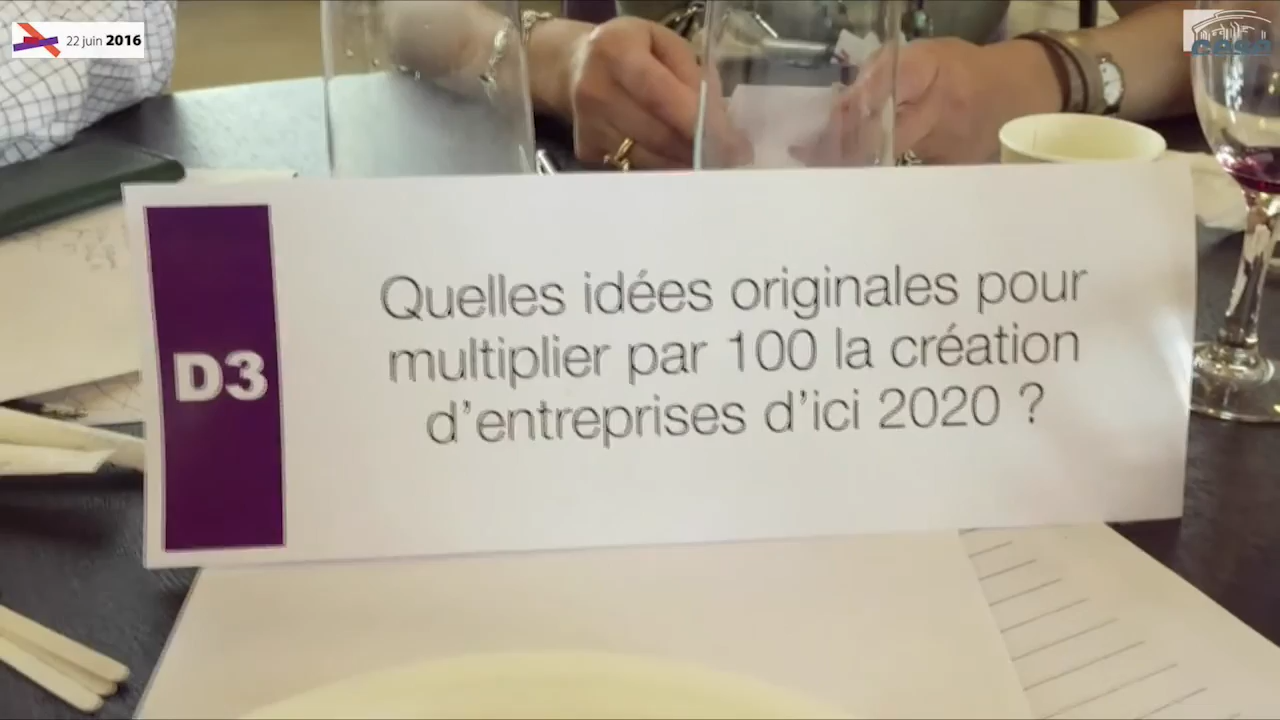 22 juin 2016
D3
Quelles idées originales pour
multiplier par 100 la création
d'entreprises d'ici 2020 ?